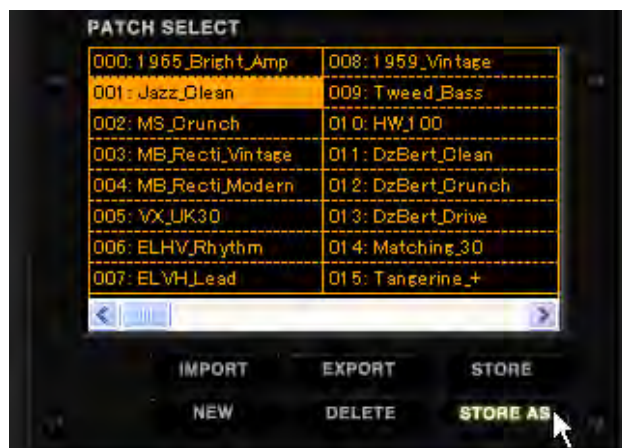 PATCH SELECT
000: 1965_Bright_Amp
001: Jazz_Clean
002: MS_Crunch
003: MB_Recti_Vintage
004: MB_Recti_Modern
005: VX_UK30
006: ELHV_Rhythm
007: ELVH_Lead
008: 1959_Vintage
009: Tweed_Bass
010: HW_100
011: DzBert_Clean
012: DzBert_Crunch
013: DzBert_Drive
014: Matching_30
015: Tangerine_+
IMPORT EXPORT STORE
NEW DELETE STORE AS